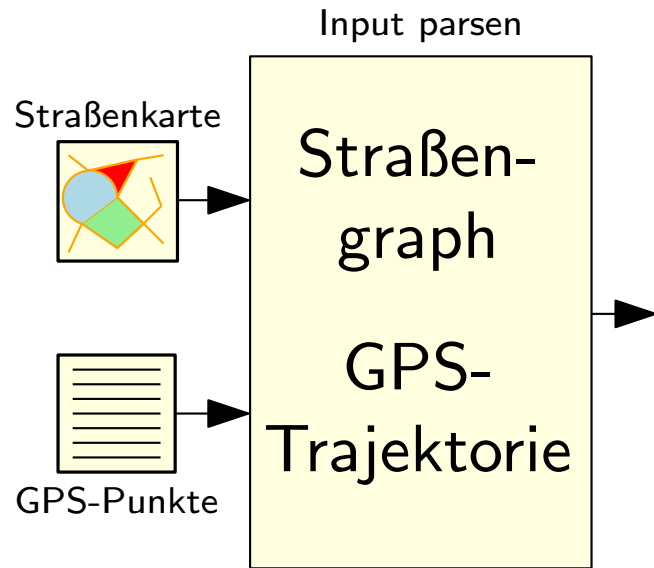 Input parsen
Straßenkarte
Straßen-
graph
GPS-
Trajektorie
GPS-Punkte